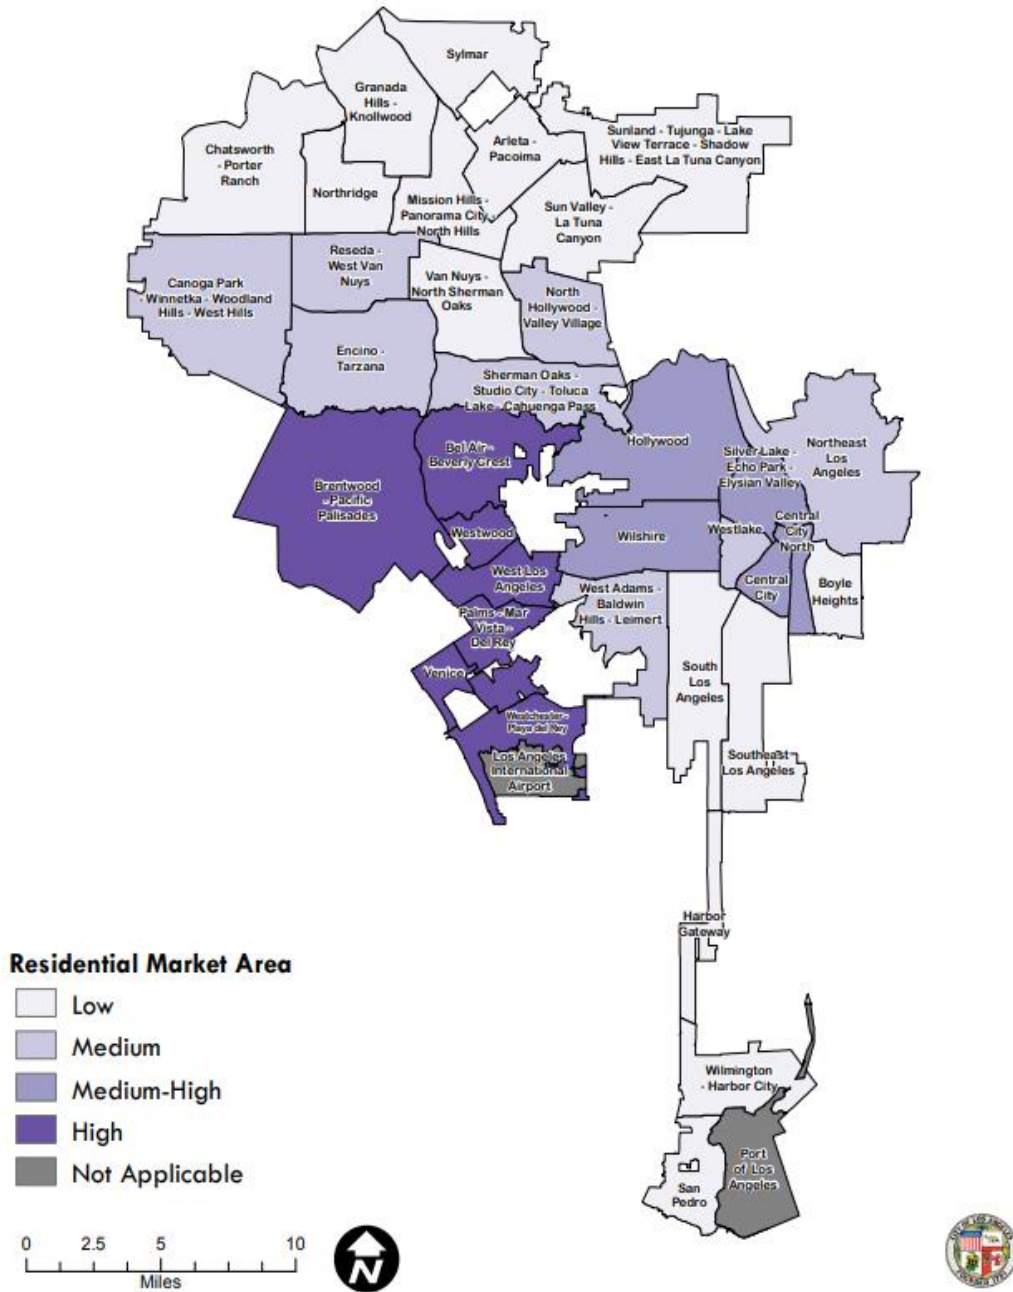 Sylmar
Granada
Hills -
Knollwood
Arleta -
Pacoima
Sunland - Tujunga - Lake
View Terrace - Shadow
Hills - East La Tuna Canyon
Chatsworth
- Porter
Ranch
Northridge
Mission Hills -
Panorama City -
North Hills
Sun Valley -
La Tuna
Canyon
Reseda -
West Van
Nuys
Canoga Park
- Winnetka - Woodland
Hills - West Hills
Van Nuys -
North Sherman
Oaks
North
Hollywood -
Valley Village
Encino -
Tarzana
Sherman Oaks -
Studio City - Toluca
Lake - Cahuenga Pass
Hollywood
Bel Air -
Beverly Crest
Silver Lake -
Echo Park -
Elysian Valley
Northeast
Los
Angeles
Brentwood
- Pacific
Palisades
Westwood
Wilshire
Westlake
Central
City
North
West Los
Angeles
Central
City
Boyle
Heights
West Adams -
Baldwin
Hills - Leimert
Palms - Mar
Vista -
Del Rey
Venice
South
Los
Angeles
Westchester -
Playa del Rey
Los Angeles
International
Airport
Southeast
Los Angeles
Harbor
Gateway
Wilmington
- Harbor City
Port
of Los
Angeles
San
Pedro
Residential Market Area
Low
Medium
Medium-High
High
Not Applicable
0 2.5 5 10
Miles
N
CITY OF LOS ANGELES
FOUNDED 1781